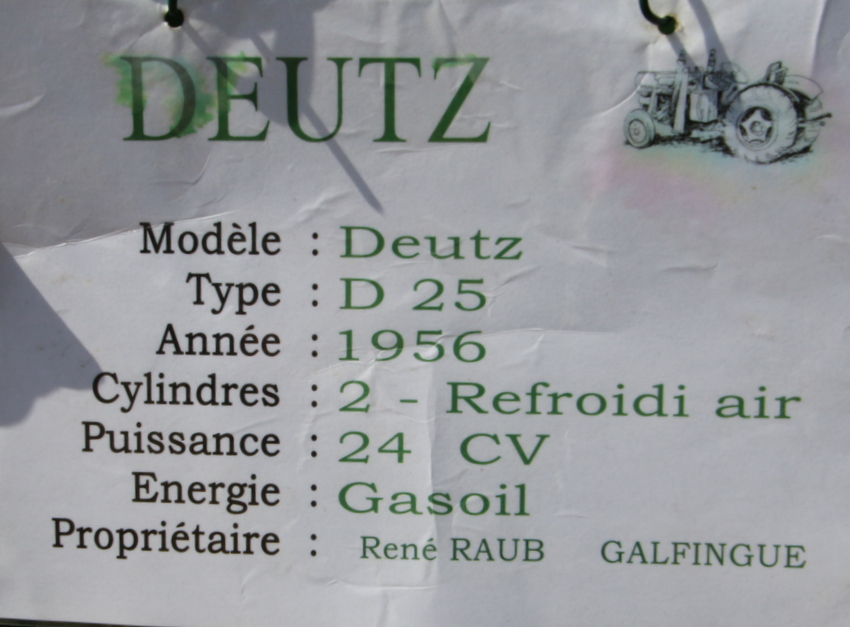 DEUTZ
Modèle : Deutz
Type : D 25
Année : 1956
Cylindres : 2 - Refroidi air
Puissance : 24 CV
Energie : Gasoil
Propriétaire : René RAUB GALFINGUE